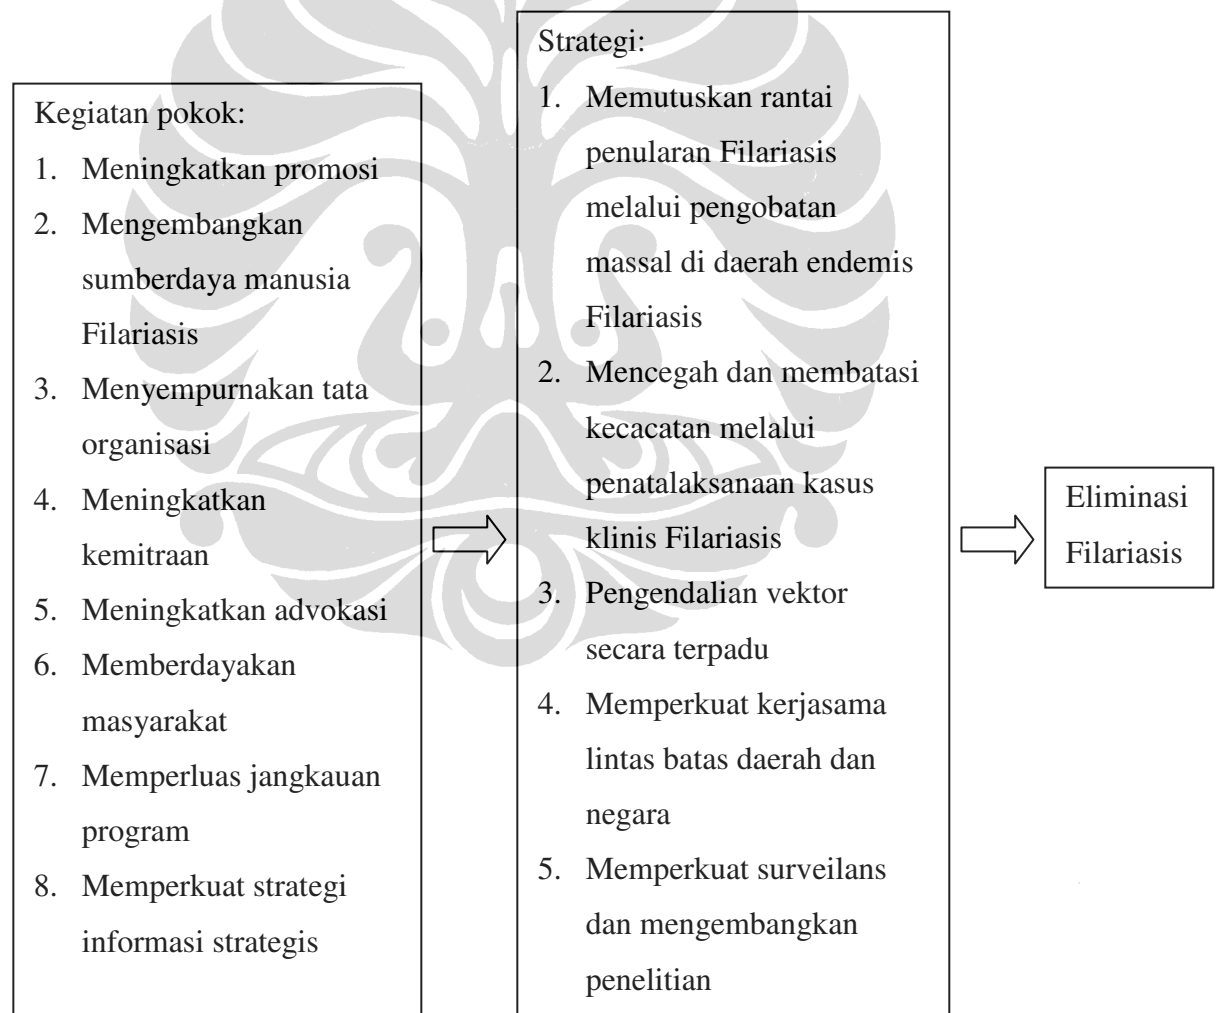 Kegiatan pokok:
1. Meningkatkan promosi
2. Mengembangkan
sumberdaya manusia
Filariasis
3. Menyempurnakan tata
organisasi
4. Meningkatkan
kemitraan
5. Meningkatkan advokasi
6. Memberdayakan
masyarakat
7. Memperluas jangkauan
program
8. Memperkuat strategi
informasi strategis
Strategi:
1. Memutuskan rantai
penularan Filariasis
melalui pengobatan
massal di daerah endemis
Filariasis
2. Mencegah dan membatasi
kecacatan melalui
penatalaksanaan kasus
klinis Filariasis
3. Pengendalian vektor
secara terpadu
4. Memperkuat kerjasama
lintas batas daerah dan
negara
5. Memperkuat surveilans
dan mengembangkan
penelitian
Eliminasi
Filariasis